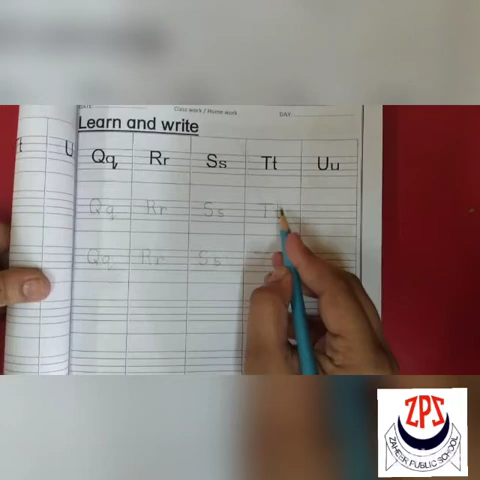 DATE: Class work / Home work DAY:
Learn and write
t U Qq Rr Ss Tt Uu
Qq Rr Ss Tt
Qq Rr Ss
ZPS
ZAHEER PUBLIC SCHOOL